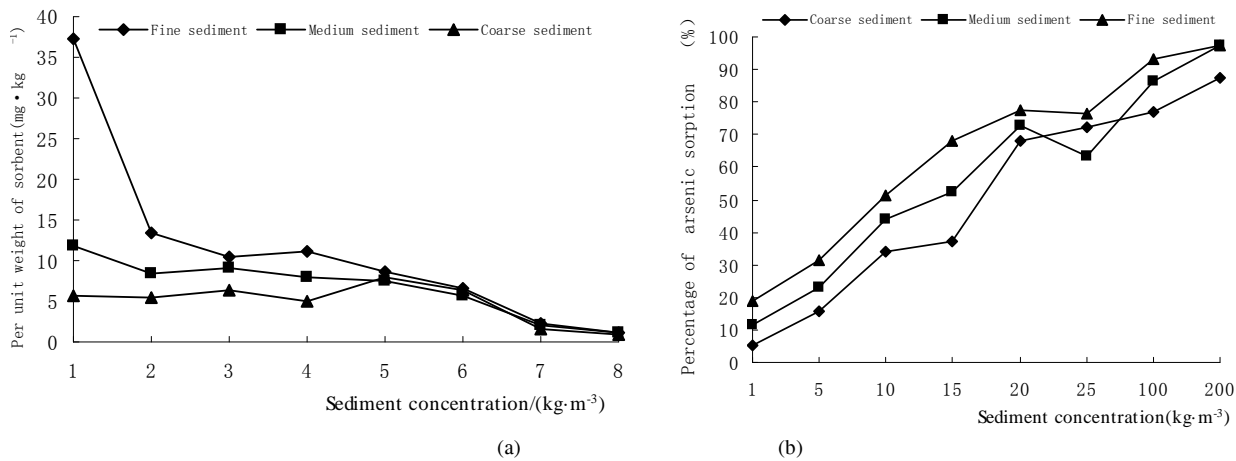 Per unit weight of sorbent(mg·kg⁻¹
40
35
30
25
20
15
10
5
0
Fine sediment Medium sediment Coarse sediment
1 2 3 4 5 6 7 8
Sediment concentration/(kg·m⁻³)
(a)
Coarse sediment Medium sediment Fine sediment
Percentage of arsenic sorption (%)
100
90
80
70
60
50
40
30
20
10
0
1 5 10 15 20 25 100 200
Sediment concentration(kg·m⁻³)
(b)